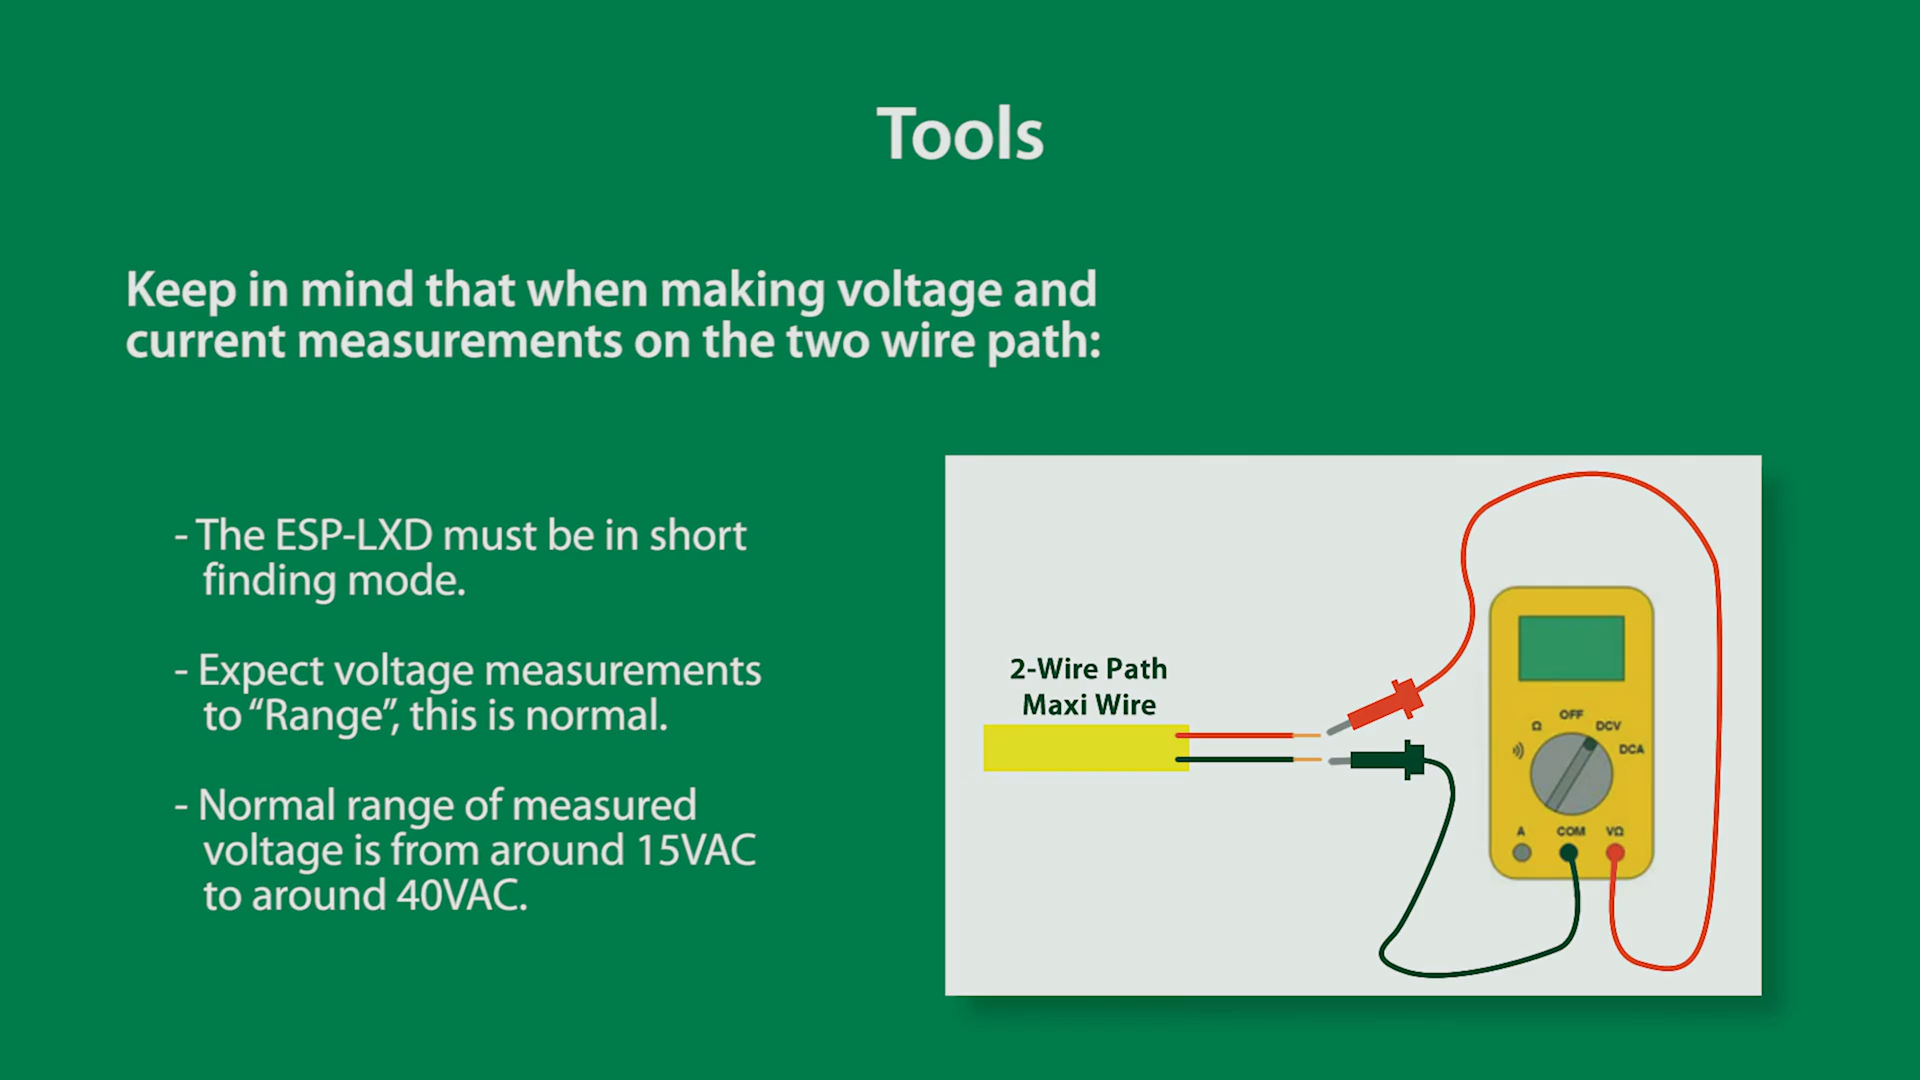 Tools
Keep in mind that when making voltage and
current measurements on the two wire path:
- The ESP-LXD must be in short
finding mode.
- Expect voltage measurements
to “Range”, this is normal.
- Normal range of measured
voltage is from around 15VAC
to around 40VAC.
2-Wire Path
Maxi Wire
OFF
Ω
DCV
DCA
A
COM
VΩ